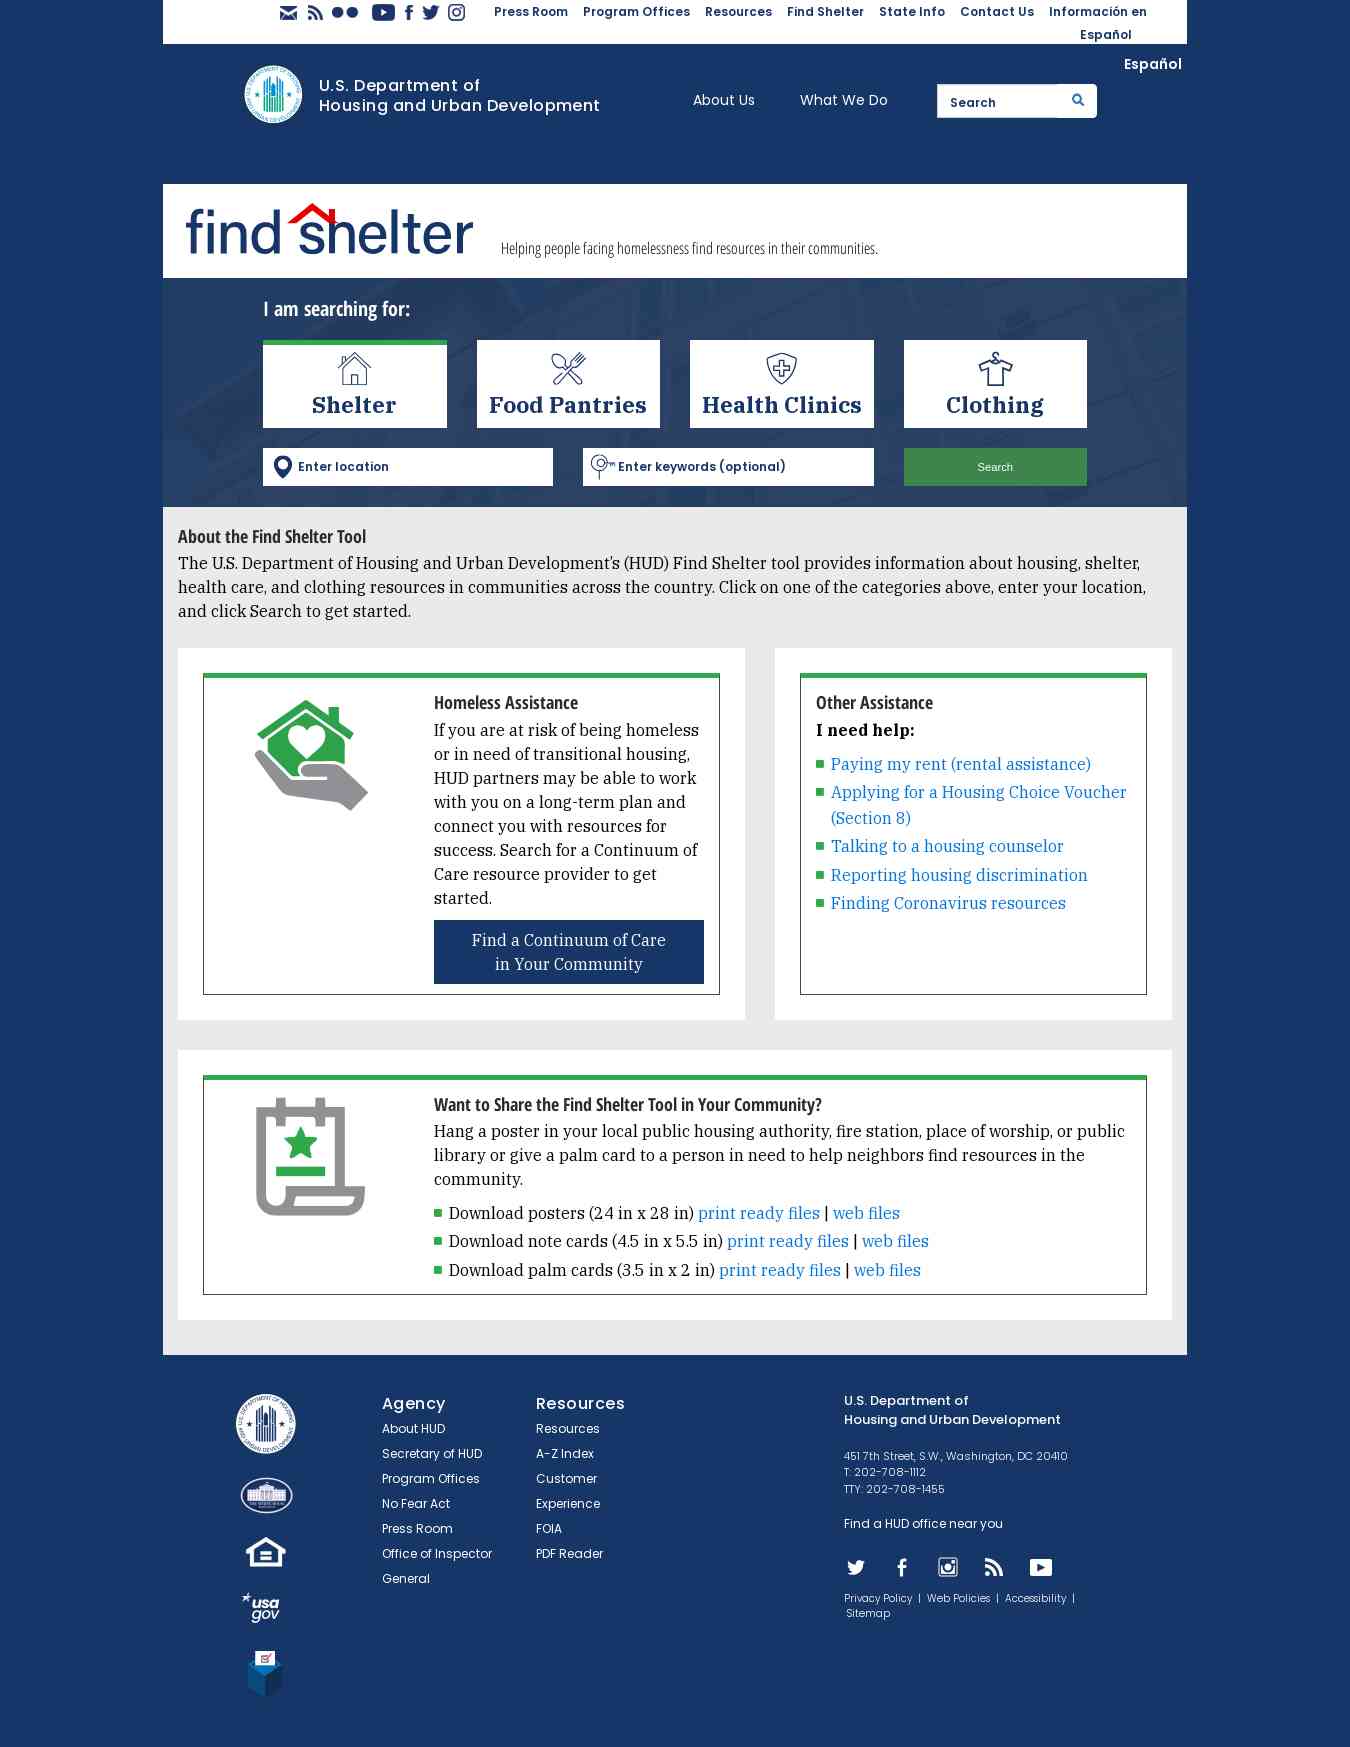 Press Room Program Offices Resources Find Shelter State Info Contact Us Información en
Español
Español
U.S. Department of
Housing and Urban Development
About Us What We Do
Search
find shelter
Helping people facing homelessness find resources in their communities.
I am searching for:
Shelter
Food Pantries
Health Clinics
Clothing
Enter location
Enter keywords (optional)
Search
About the Find Shelter Tool
The U.S. Department of Housing and Urban Development’s (HUD) Find Shelter tool provides information about housing, shelter,
health care, and clothing resources in communities across the country. Click on one of the categories above, enter your location,
and click Search to get started.
Homeless Assistance
If you are at risk of being homeless
or in need of transitional housing,
HUD partners may be able to work
with you on a long-term plan and
connect you with resources for
success. Search for a Continuum of
Care resource provider to get
started.
Find a Continuum of Care
in Your Community
Other Assistance
I need help:
Paying my rent (rental assistance)
Applying for a Housing Choice Voucher
(Section 8)
Talking to a housing counselor
Reporting housing discrimination
Finding Coronavirus resources
Want to Share the Find Shelter Tool in Your Community?
Hang a poster in your local public housing authority, fire station, place of worship, or public
library or give a palm card to a person in need to help neighbors find resources in the
community.
Download posters (24 in x 28 in) print ready files | web files
Download note cards (4.5 in x 5.5 in) print ready files | web files
Download palm cards (3.5 in x 2 in) print ready files | web files
usa
gov
Agency
About HUD
Secretary of HUD
Program Offices
No Fear Act
Press Room
Office of Inspector
General
Resources
Resources
A-Z Index
Customer
Experience
FOIA
PDF Reader
U.S. Department of
Housing and Urban Development
451 7th Street, S.W., Washington, DC 20410
T: 202-708-1112
TTY: 202-708-1455
Find a HUD office near you
Privacy Policy | Web Policies | Accessibility |
Sitemap